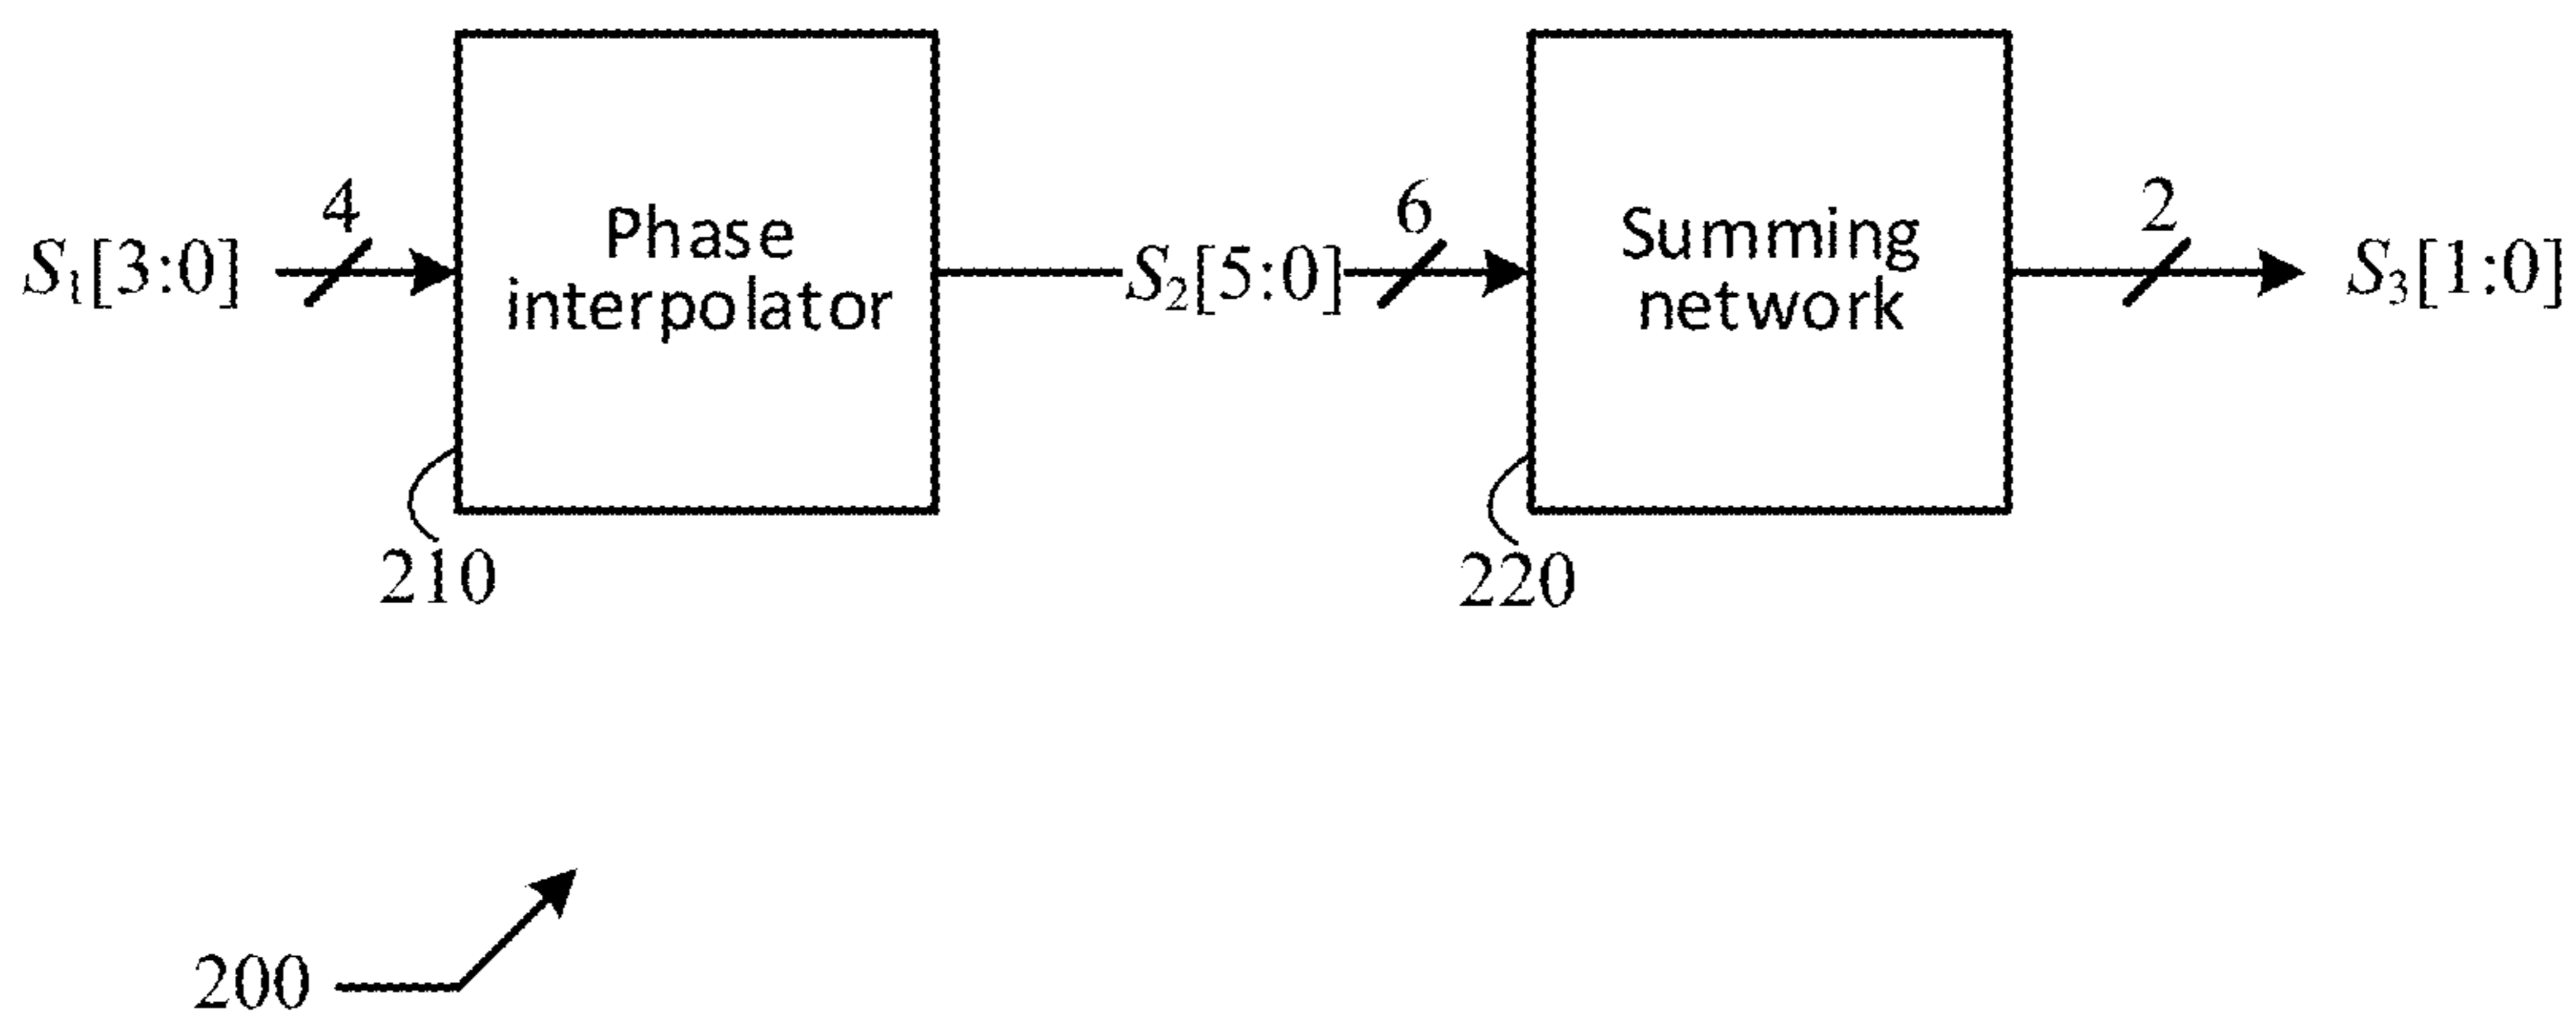 4
6
2
S₁[3:0]
Phase
interpolator
S₂[5:0]
Summing
network
S₃[1:0]
210
220
200